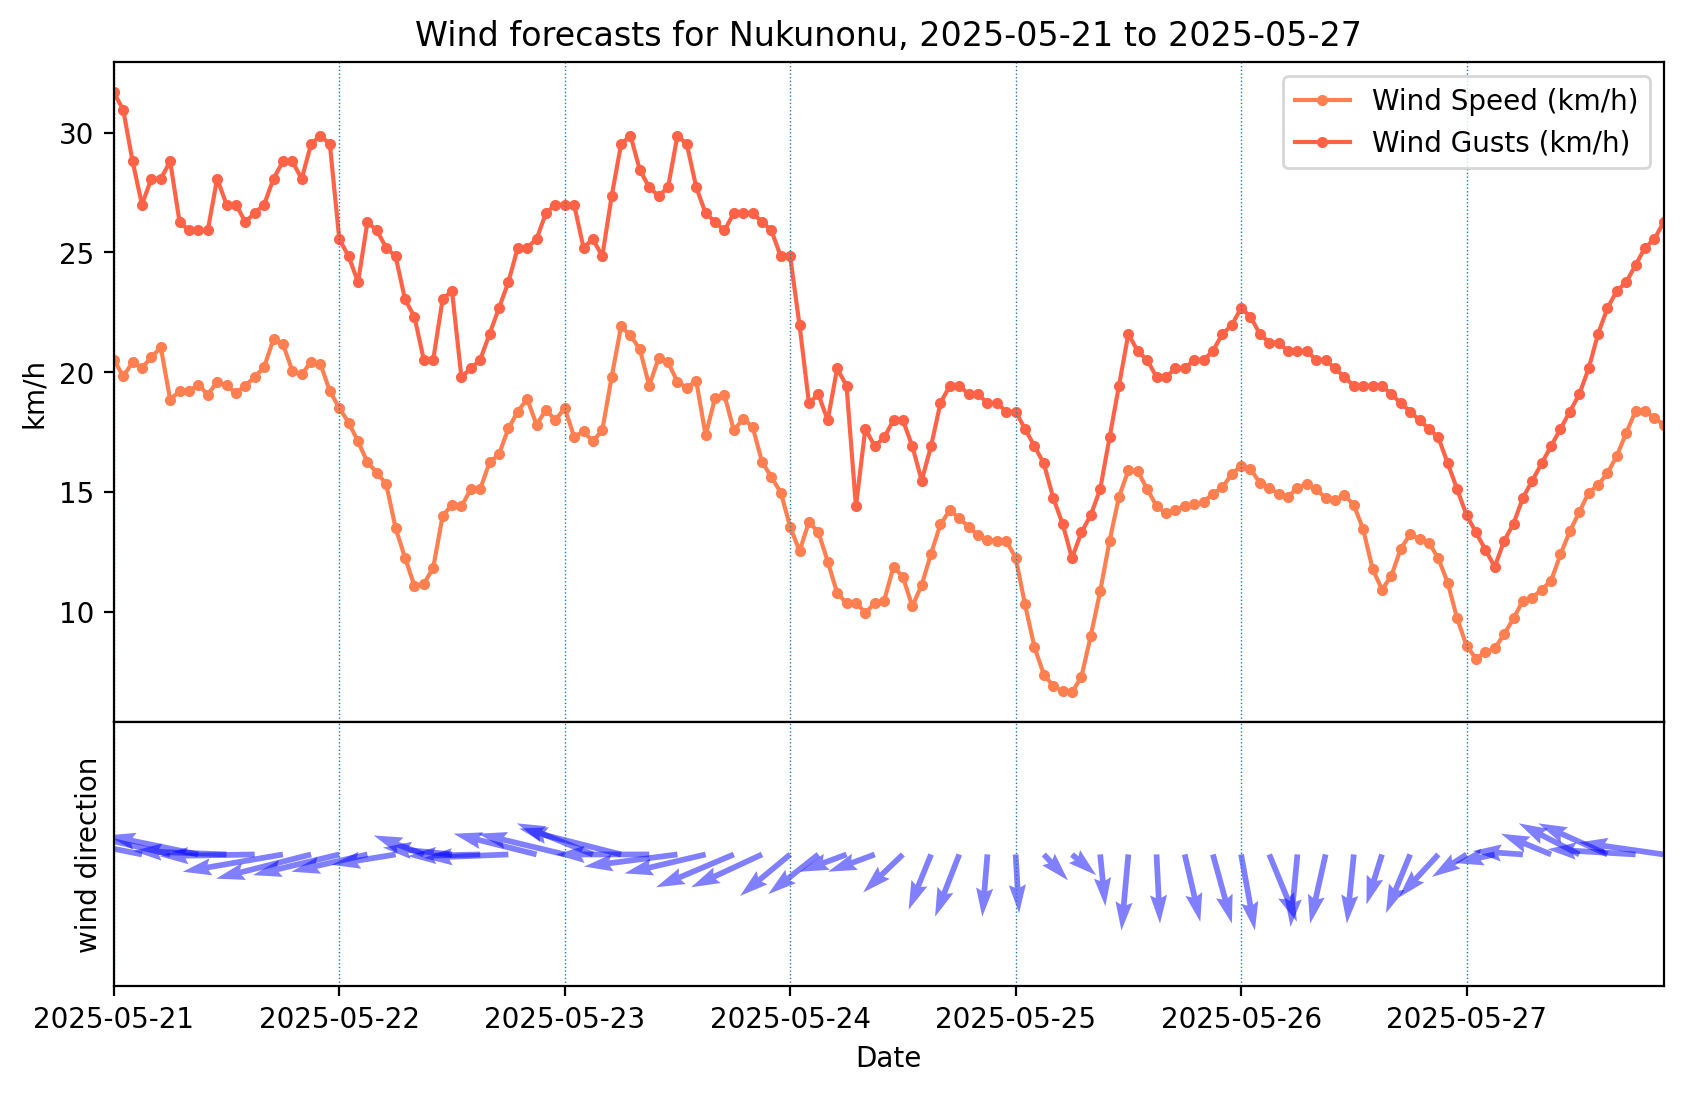 Wind forecasts for Nukunonu, 2025-05-21 to 2025-05-27
Wind Speed (km/h)
Wind Gusts (km/h)
30
25
20
15
10
km/h
wind direction
2025-05-21
2025-05-22
2025-05-23
2025-05-24
2025-05-25
2025-05-26
2025-05-27
Date